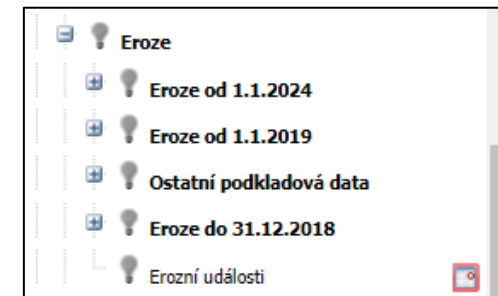 Eroze
Eroze od 1.1.2024
Eroze od 1.1.2019
Ostatní podkladová data
Eroze do 31.12.2018
Erozní události